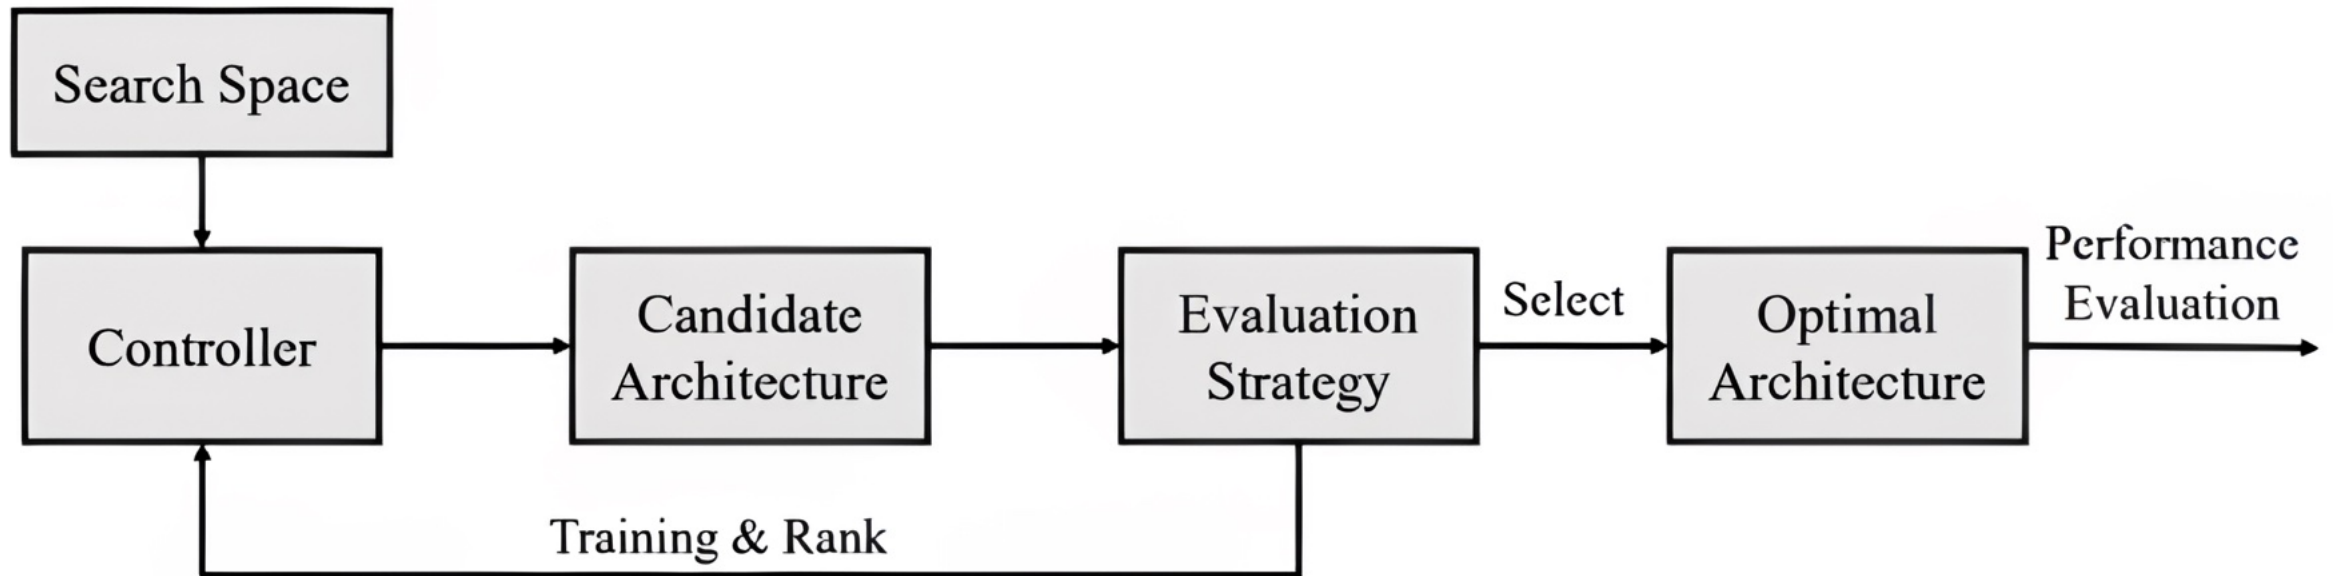 Search Space
Controller
Candidate
Architecture
Evaluation
Strategy
Select
Optimal
Architecture
Performance
Evaluation
Training & Rank